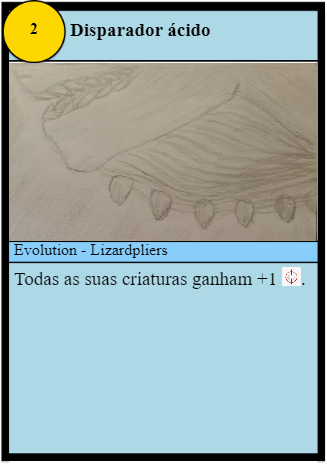 2
Disparador ácido
Evolution - Lizardpliers
Todas as suas criaturas ganham +1 .